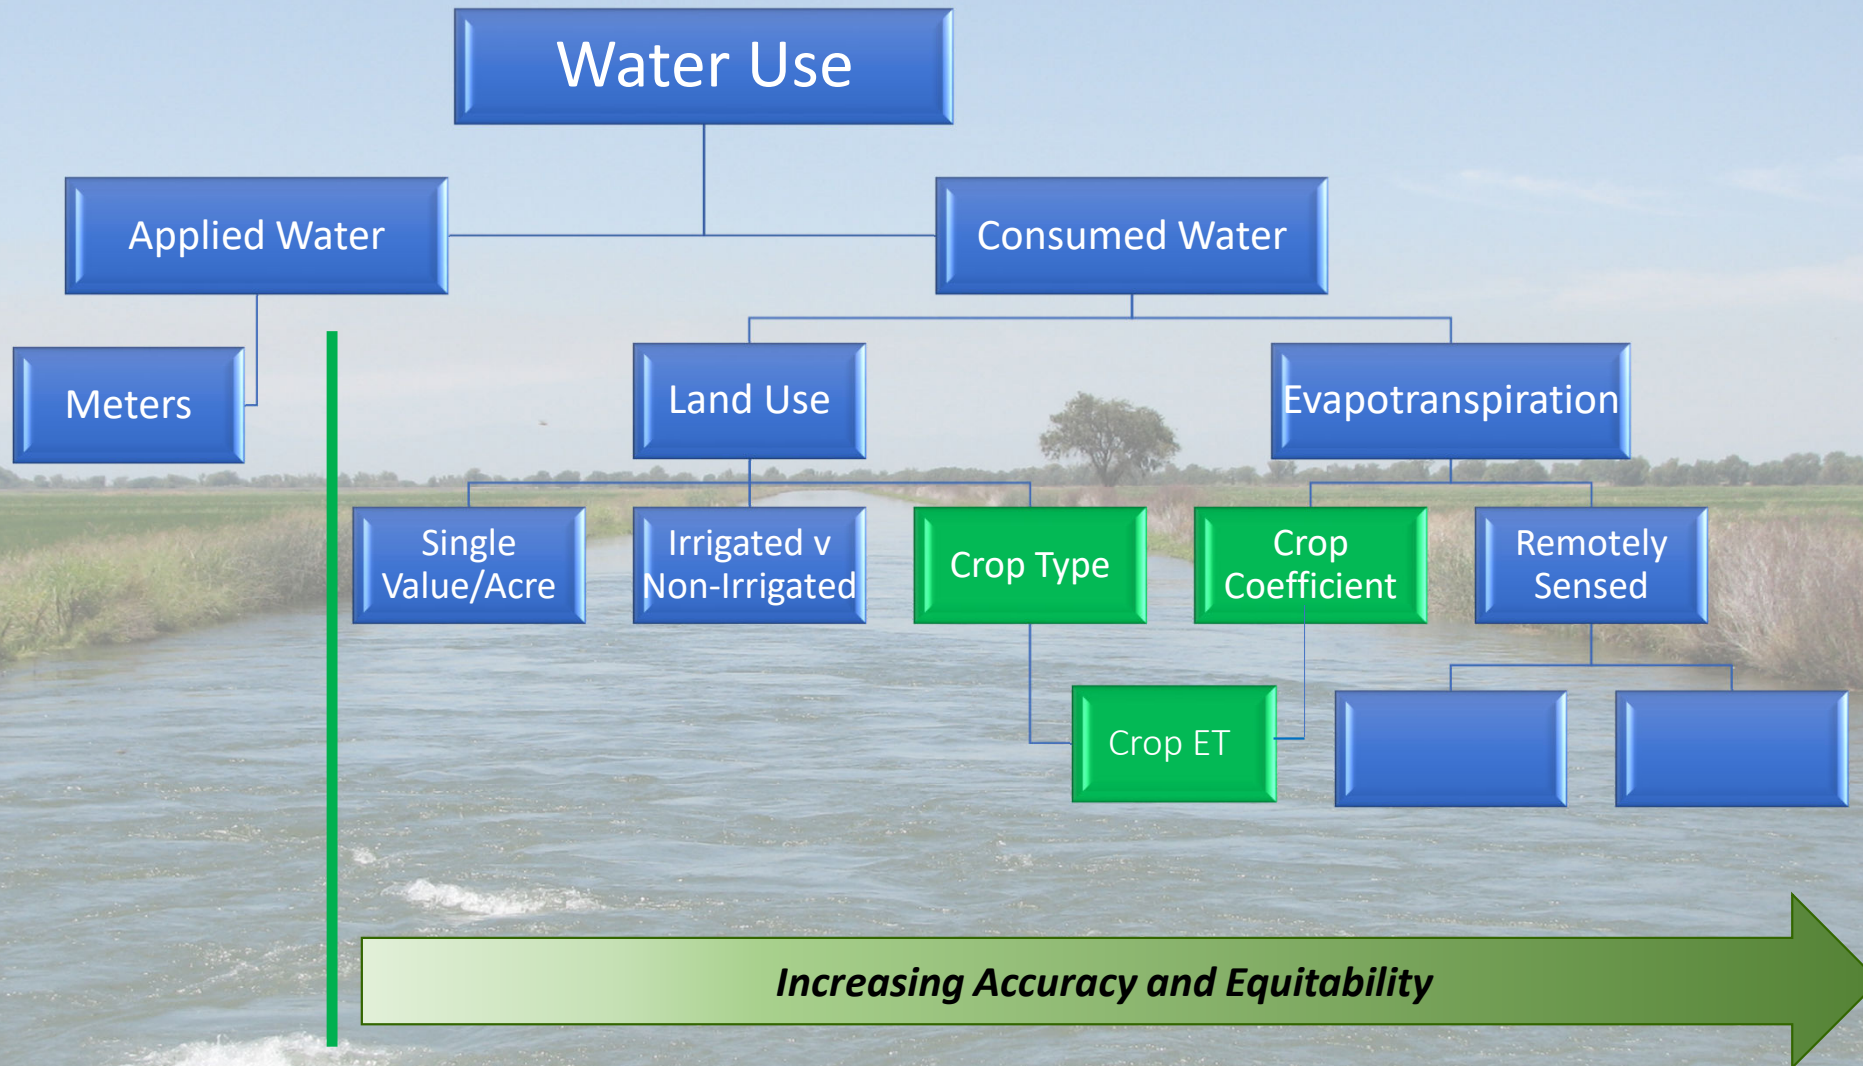 Water Use
Applied Water
Consumed Water
Meters
Land Use
Evapotranspiration
Single
Value/Acre
Irrigated v
Non-Irrigated
Crop Type
Crop
Coefficient
Remotely
Sensed
Crop ET
Increasing Accuracy and Equitability